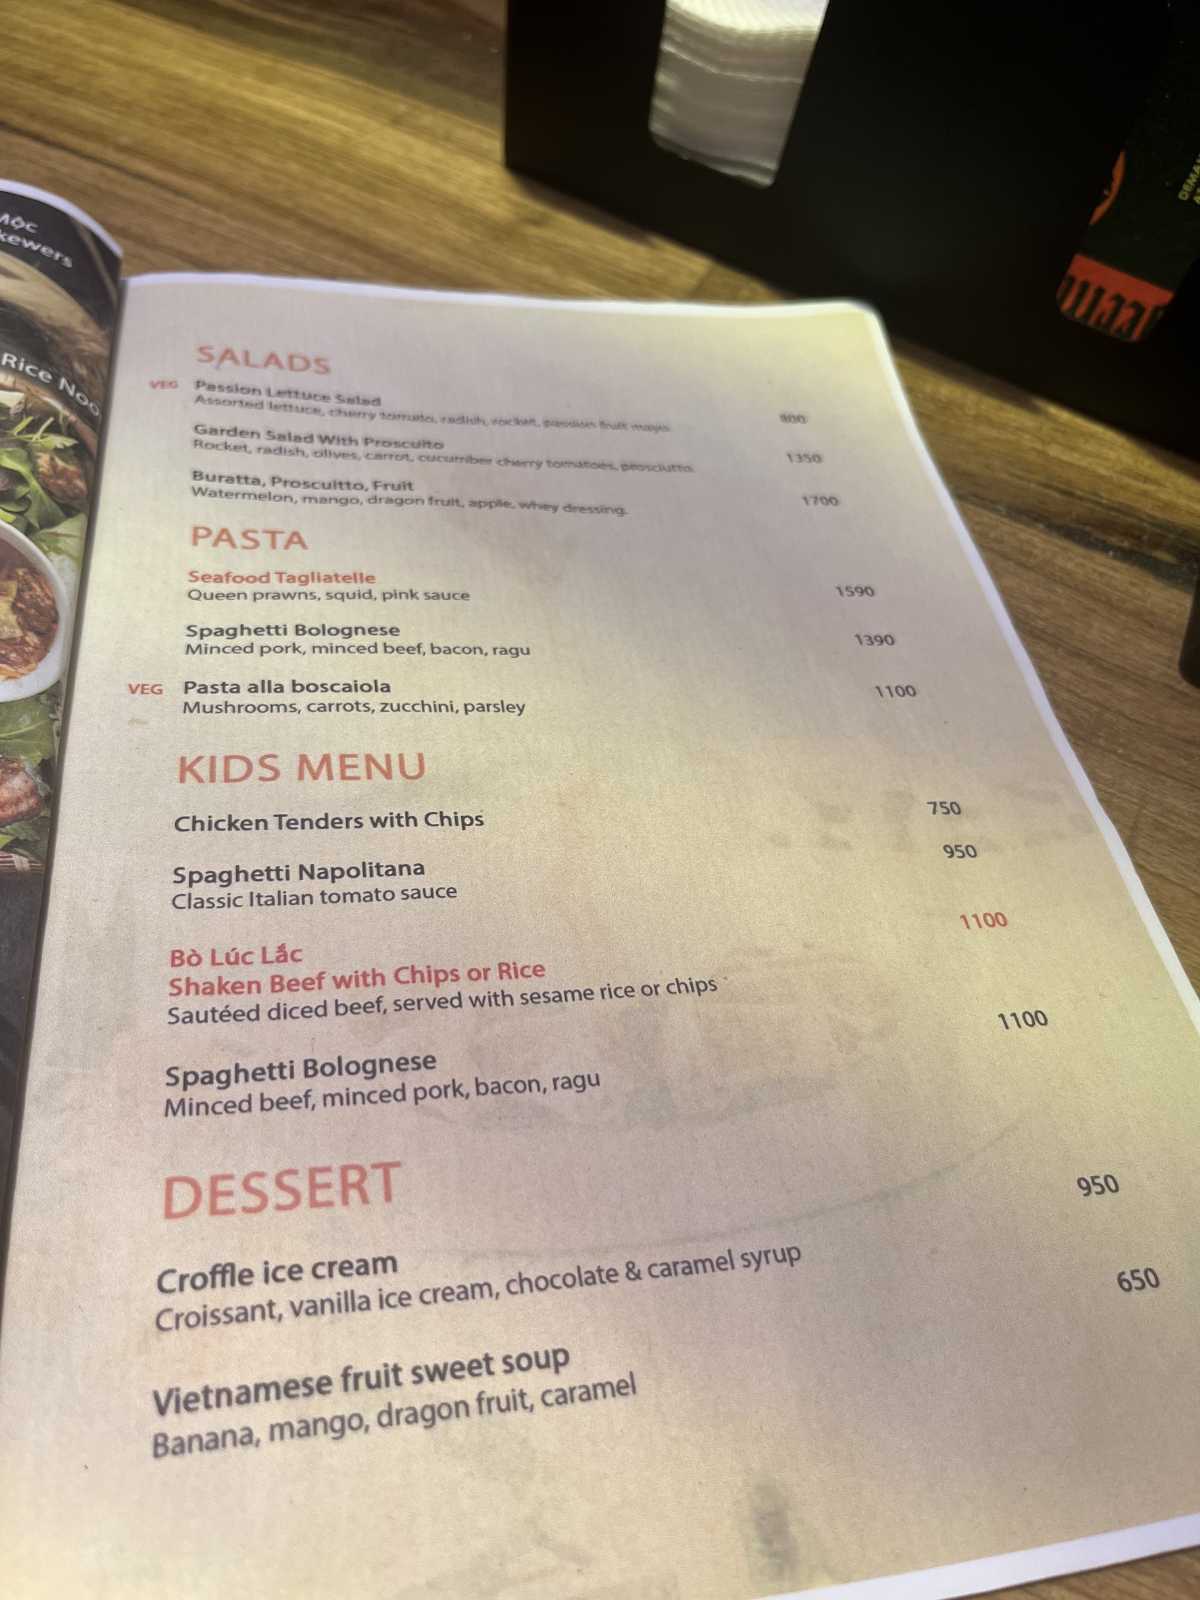 Mộc
kewers
Rice Noo
SALADS
VEG Passion Lettuce Salad 800
Assorted lettuce, cherry tomato, radish, rocket, passion fruit mayo.
Garden Salad With Proscuito 1350
Rocket, radish, olives, carrot, cucumber cherry tomatoes, prosciutto.
Buratta, Proscuitto, Fruit 1700
Watermelon, mango, dragon fruit, apple, whey dressing.
PASTA
Seafood Tagliatelle 1590
Queen prawns, squid, pink sauce
Spaghetti Bolognese 1390
Minced pork, minced beef, bacon, ragu
VEG Pasta alla boscaiola 1100
Mushrooms, carrots, zucchini, parsley
KIDS MENU
Chicken Tenders with Chips 750
Spaghetti Napolitana 950
Classic Italian tomato sauce
Bò Lúc Lắc 1100
Shaken Beef with Chips or Rice
Sautéed diced beef, served with sesame rice or chips
Spaghetti Bolognese 1100
Minced beef, minced pork, bacon, ragu
DESSERT
Croffle ice cream 950
Croissant, vanilla ice cream, chocolate & caramel syrup
Vietnamese fruit sweet soup 650
Banana, mango, dragon fruit, caramel